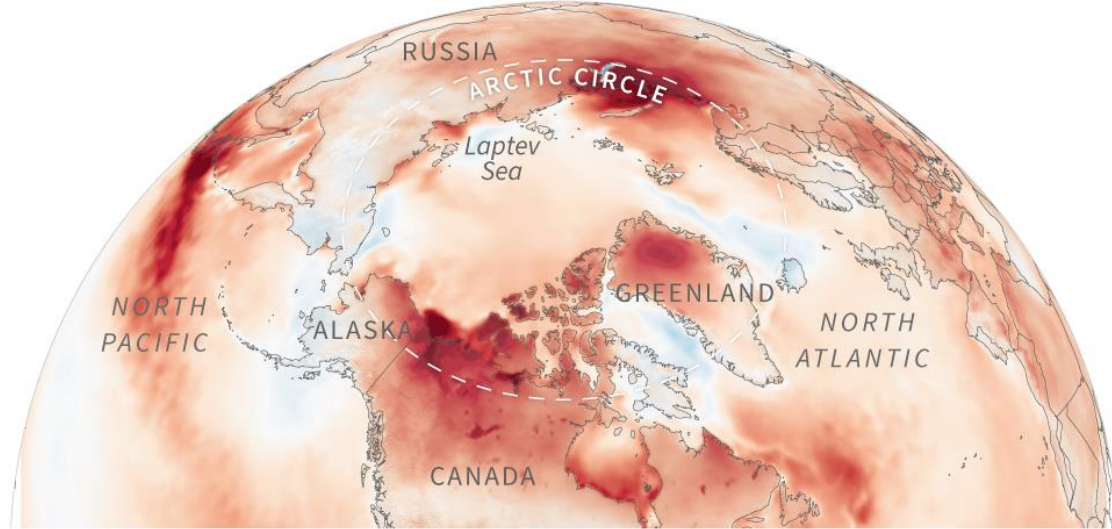 RUSSIA
ARCTIC CIRCLE
Laptev
Sea
GREENLAND
NORTH
PACIFIC
ALASKA
NORTH
ATLANTIC
CANADA